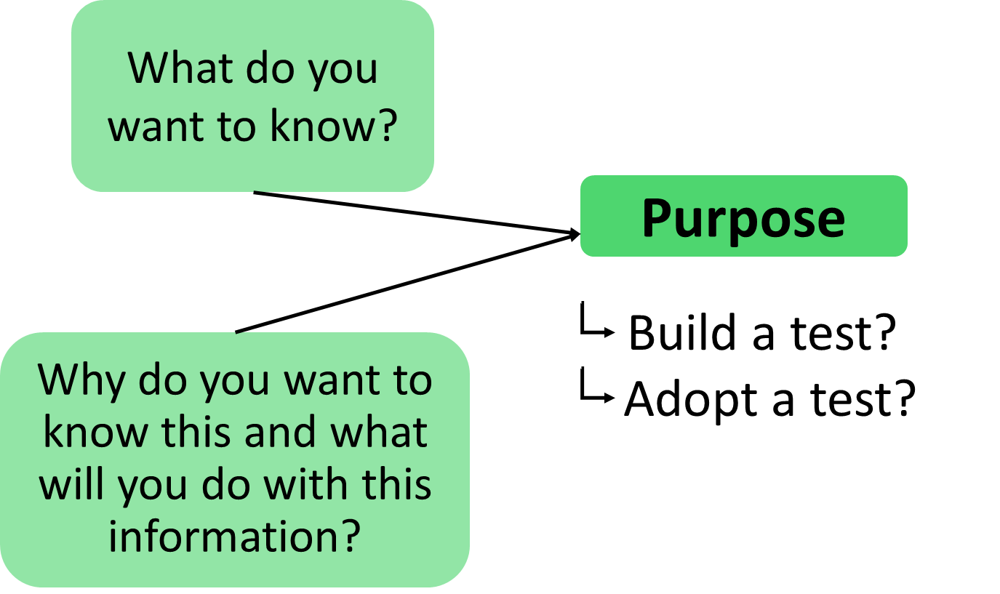 What do you
want to know?
Purpose
Build a test?
Adopt a test?
Why do you want to
know this and what
will you do with this
information?